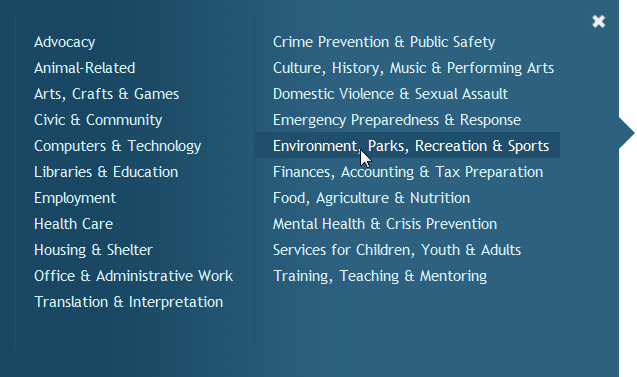 Advocacy
Animal-Related
Arts, Crafts & Games
Civic & Community
Computers & Technology
Libraries & Education
Employment
Health Care
Housing & Shelter
Office & Administrative Work
Translation & Interpretation
Crime Prevention & Public Safety
Culture, History, Music & Performing Arts
Domestic Violence & Sexual Assault
Emergency Preparedness & Response
Environment, Parks, Recreation & Sports
Finances, Accounting & Tax Preparation
Food, Agriculture & Nutrition
Mental Health & Crisis Prevention
Services for Children, Youth & Adults
Training, Teaching & Mentoring